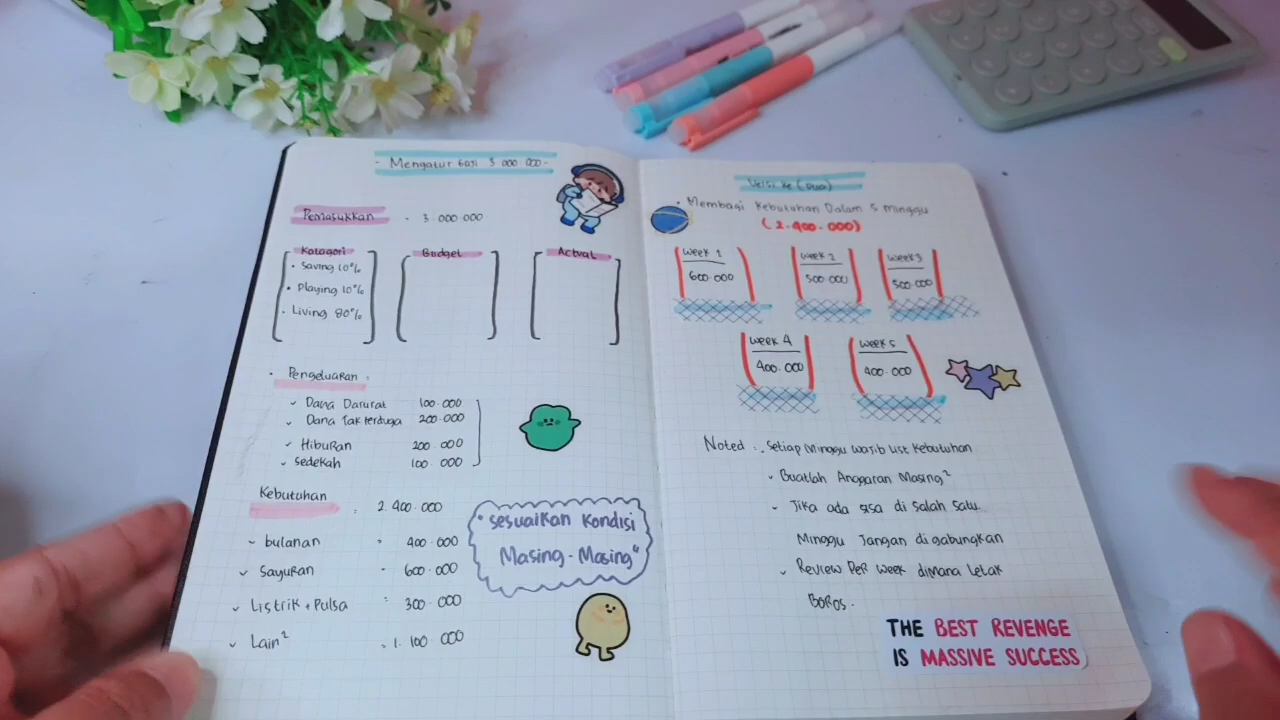 - Mengatur Gaji 3 000.000 -
Pemasukkan - 3.000.000
Katagori
• Saving 10%
• Playing 10%
• Living 80%
Budget
Actual
• Pengeluaran :
Dana Darurat 100.000
Dana Tak terduga 200.000
Hiburan 200.000
Sedekah 100.000
Kebutuhan : 2.400.000
bulanan = 400.000
Sayuran - 600.000
Listrik + Pulsa : 300.000
Lain² = 1.100.000
"Sesuaikan Kondisi
Masing-Masing"
Versi ke (Dua)
• Membagi Kebutuhan Dalam 5 Minggu
(2.400.000)
Week 1
600.000
Week 2
500.000
Week 3
500.000
Week 4
400.000
Week 5
400.000
Noted : Setiap Minggu Wajib List Kebutuhan
Buatlah Anggaran Masing²
Jika ada sisa di Salah Satu..
Minggu Jangan di gabungkan
Review Per Week dimana Letak
BOROS.
THE BEST REVENGE
IS MASSIVE SUCCESS